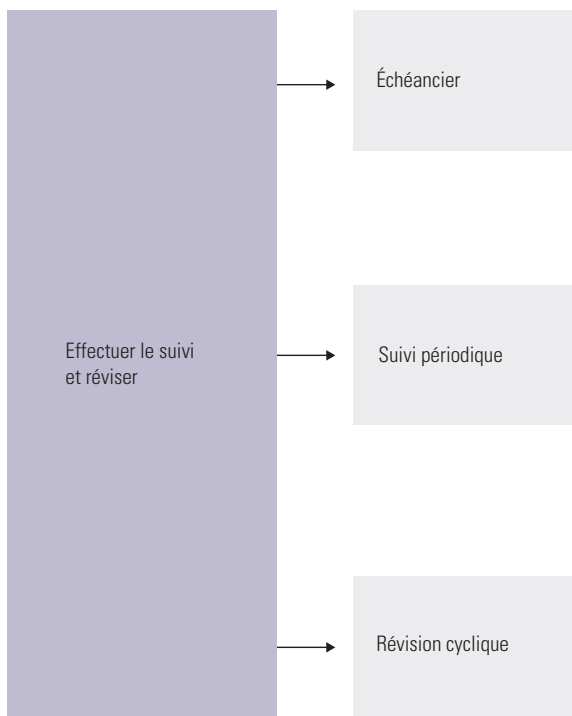 Échéancier
Effectuer le suivi
et réviser
Suivi périodique
Révision cyclique